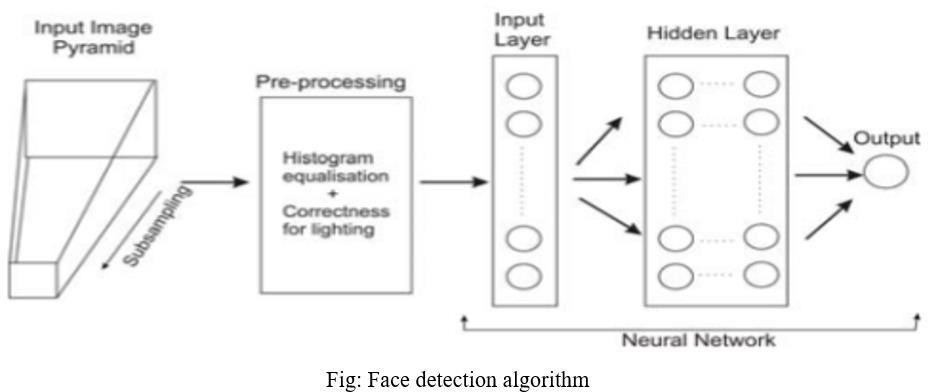 Input Image
Pyramid
Subsampling
Pre-processing
Histogram
equalisation
+
Correctness
for lighting
Input
Layer
Hidden Layer
Output
Neural Network
Fig: Face detection algorithm